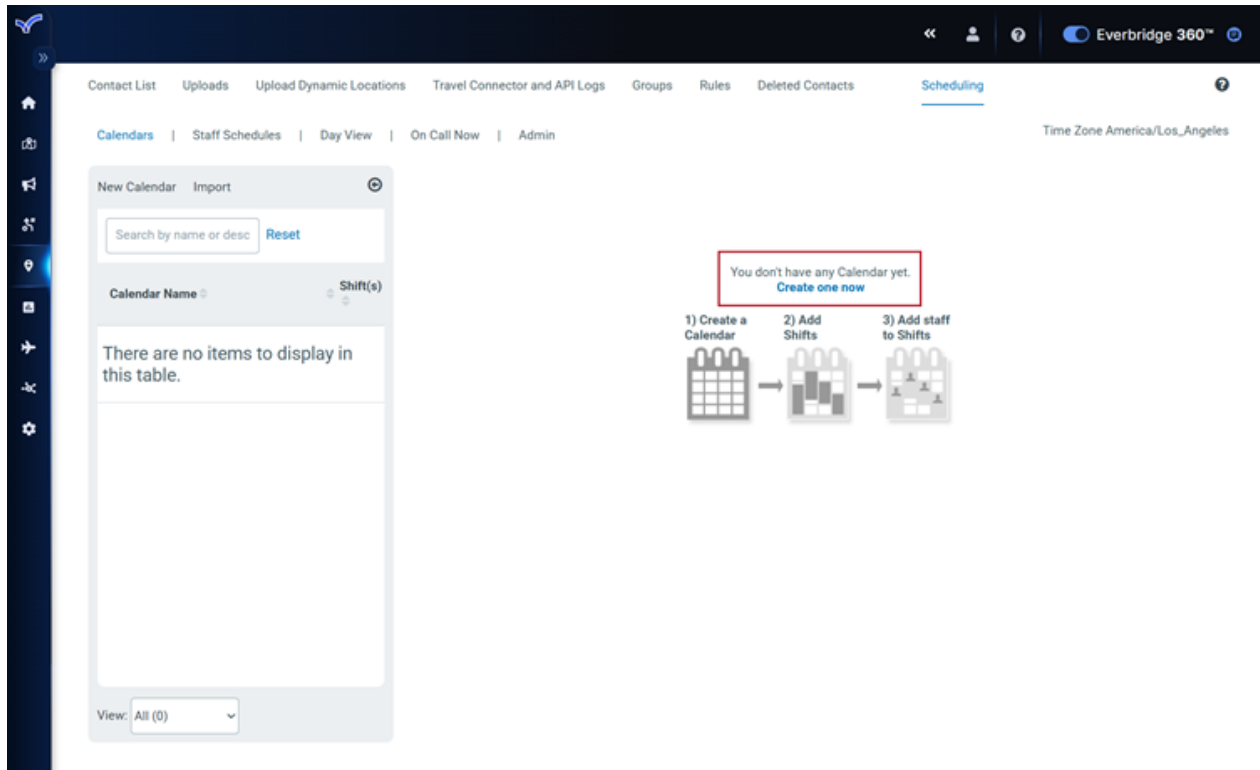 Everbridge 360™
Contact List Uploads Upload Dynamic Locations Travel Connector and API Logs Groups Rules Deleted Contacts Scheduling
Calendars | Staff Schedules | Day View | On Call Now | Admin
Time Zone America/Los_Angeles
New Calendar Import
Search by name or desc Reset
Calendar Name Shift(s)
There are no items to display in
this table.
View: All (0)
You don't have any Calendar yet.
Create one now
1) Create a
Calendar
2) Add
Shifts
3) Add staff
to Shifts